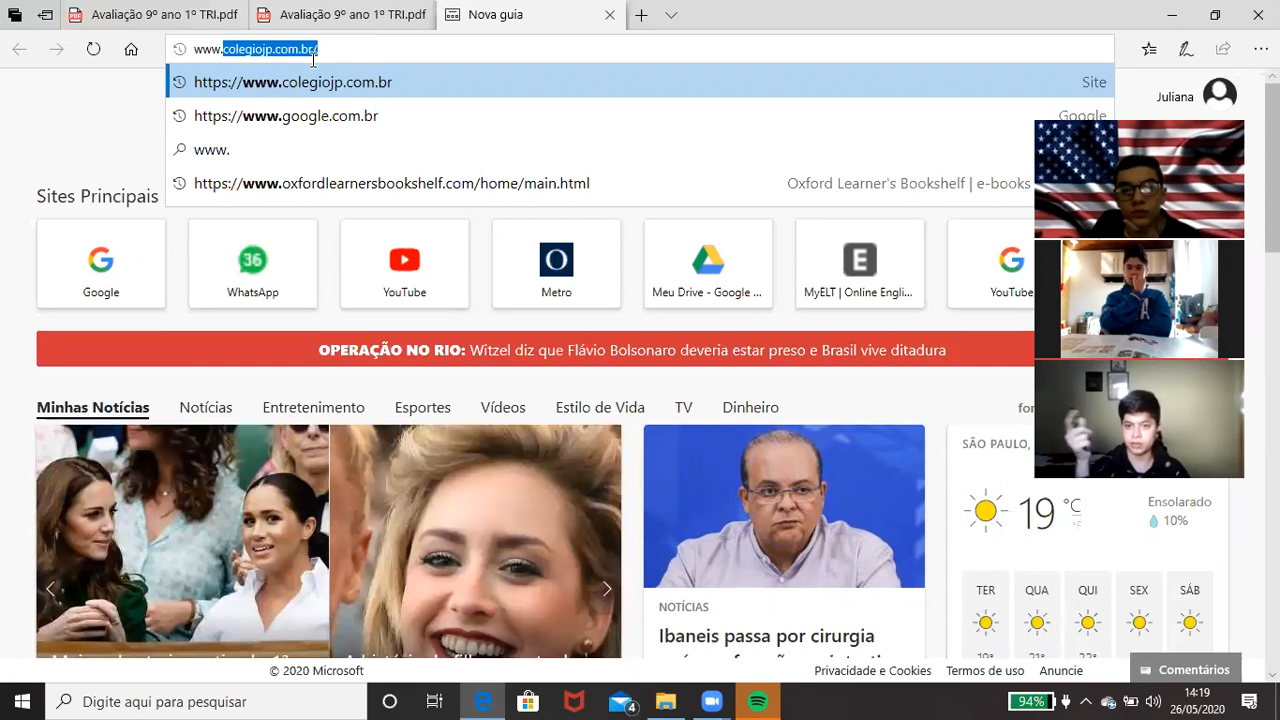 Avaliação 9º ano 1º TRI.pdf
Avaliação 9º ano 1º TRI.pdf
Nova guia
www.colegiojp.com.br/
https://www.colegiojp.com.br
Site
https://www.google.com.br
Google
www.
https://www.oxfordlearnersbookshelf.com/home/main.html
Oxford Learner's Bookshelf | e-books
Juliana
Sites Principais
Google
36
WhatsApp
YouTube
O
Metro
Meu Drive - Google ...
E
MyELT | Online Engli...
YouTube
OPERAÇÃO NO RIO: Witzel diz que Flávio Bolsonaro deveria estar preso e Brasil vive ditadura
Minhas Notícias
Notícias
Entretenimento
Esportes
Vídeos
Estilo de Vida
TV
Dinheiro
SÃO PAULO,
19 °C
°F
Ensolarado
10%
TER
QUA
QUI
SEX
SÁB
NOTÍCIAS
Ibaneis passa por cirurgia
© 2020 Microsoft
Privacidade e Cookies
Termos de uso
Anuncie
Comentários
Digite aqui para pesquisar
4
94%
14:19
26/05/2020